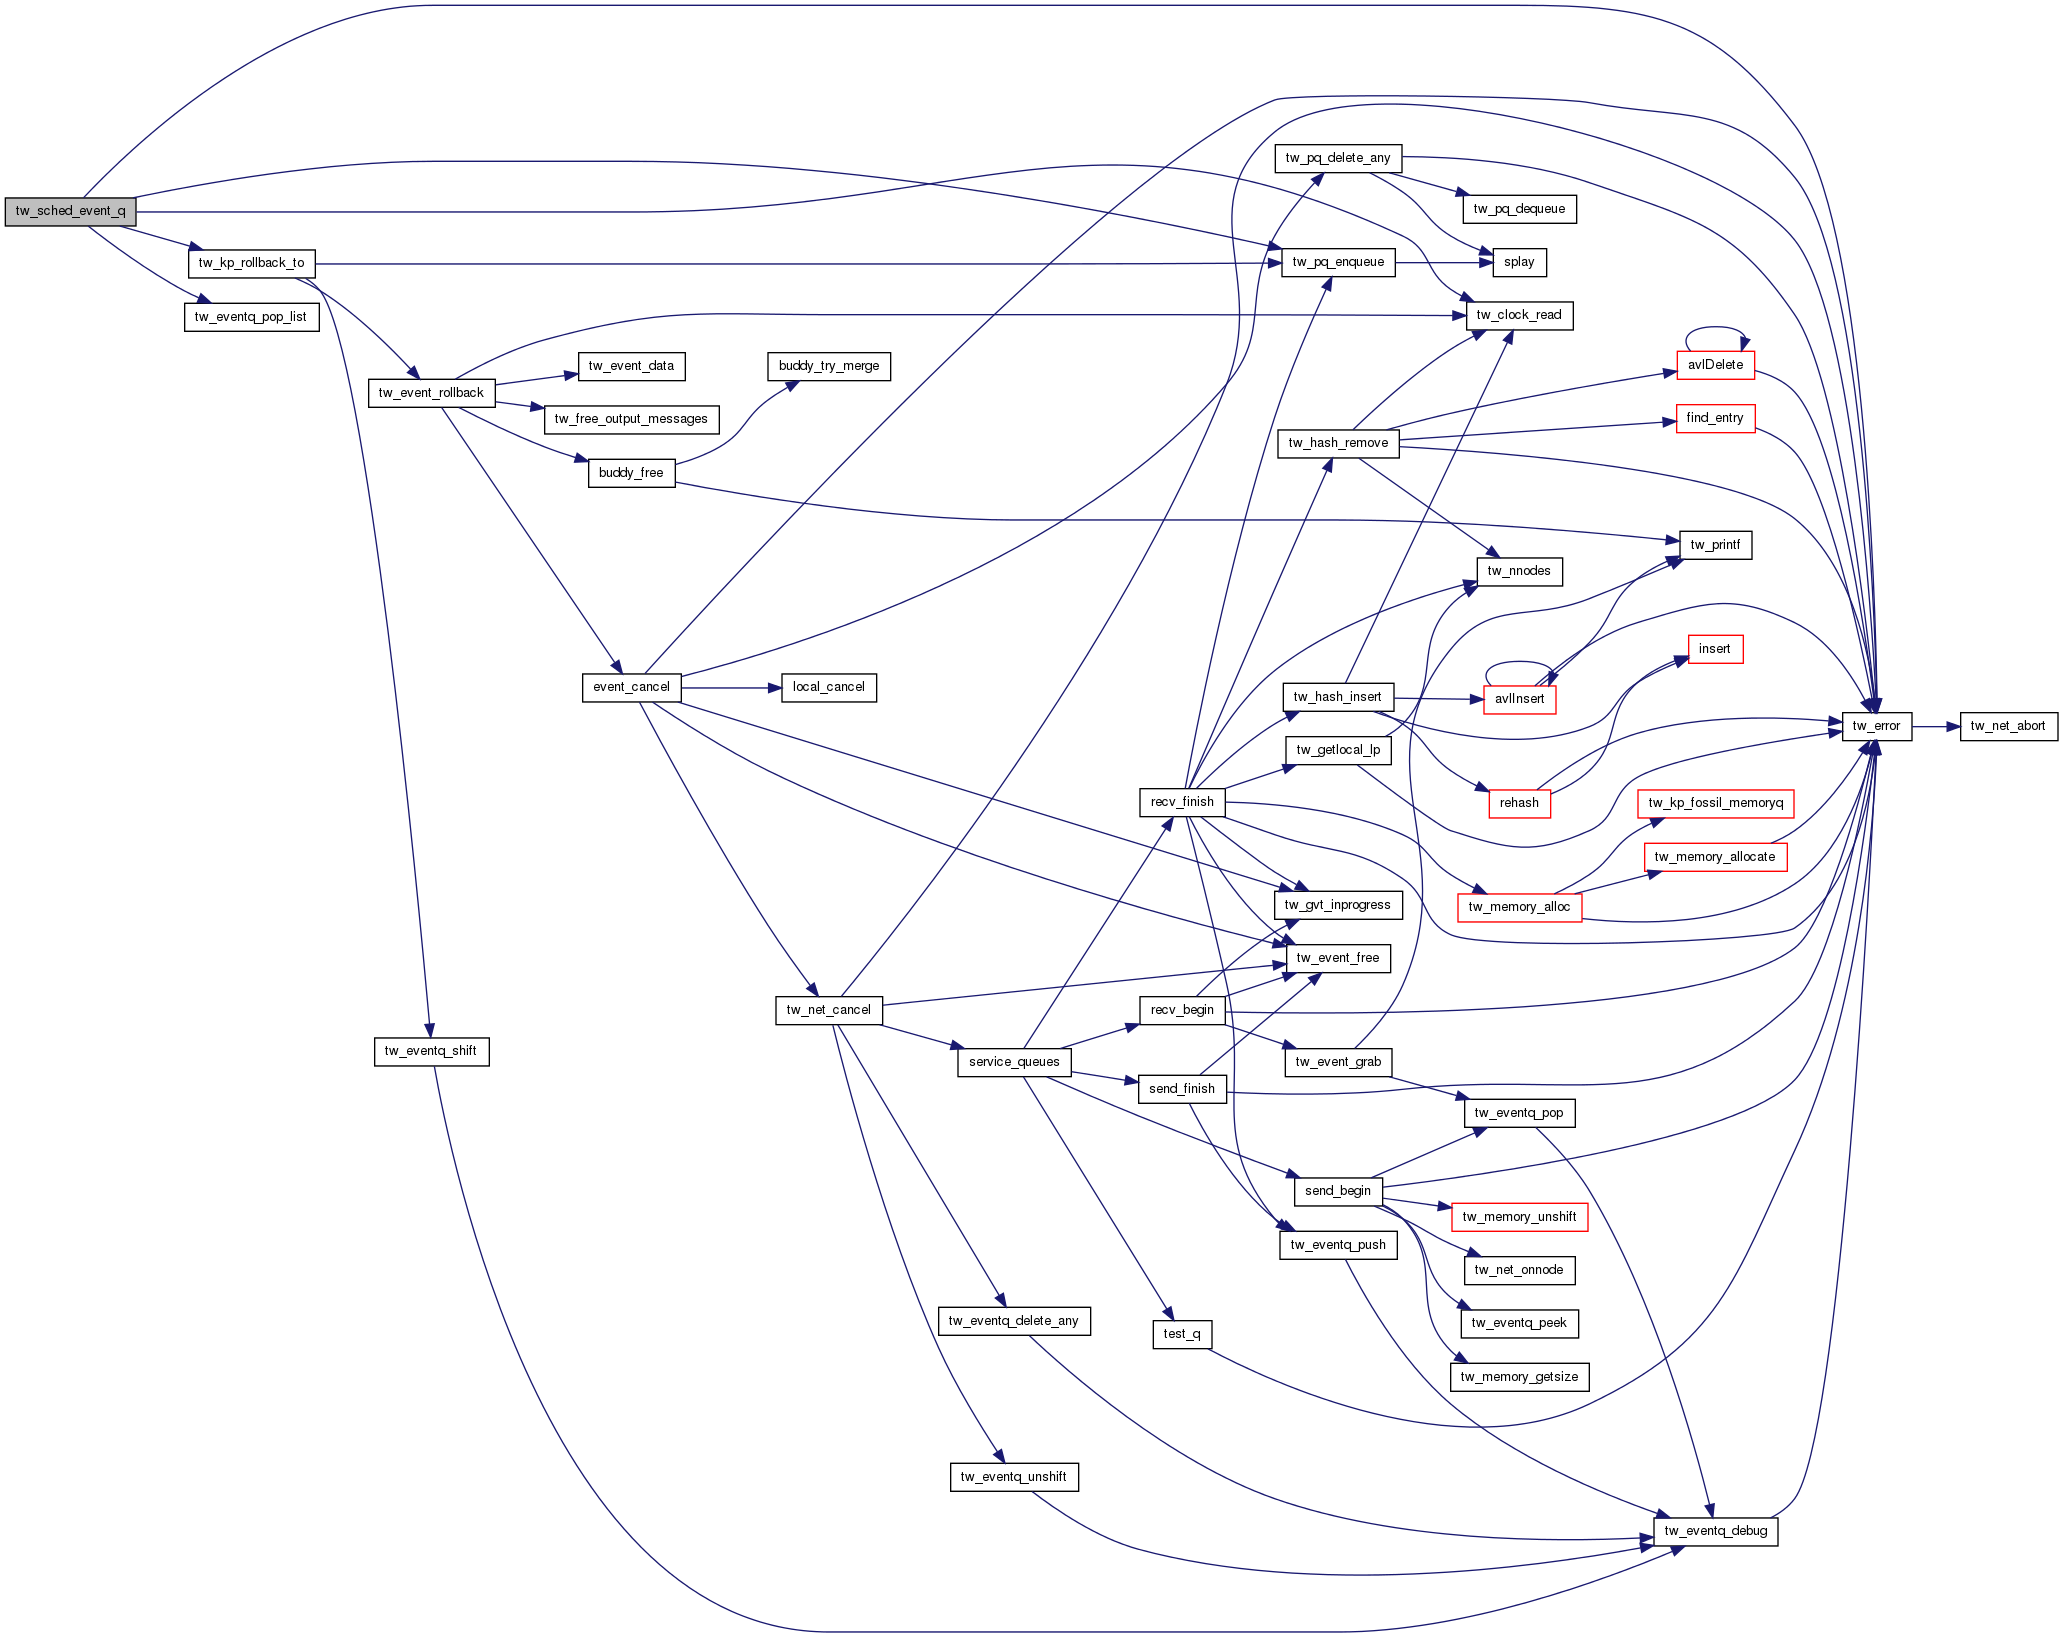 tw_sched_event_q
tw_kp_rollback_to
tw_eventq_pop_list
tw_event_rollback
tw_eventq_shift
tw_event_data
tw_free_output_messages
buddy_free
event_cancel
buddy_try_merge
local_cancel
tw_net_cancel
service_queues
tw_eventq_delete_any
tw_eventq_unshift
recv_finish
recv_begin
send_finish
test_q
tw_pq_delete_any
tw_pq_enqueue
tw_hash_remove
tw_hash_insert
tw_getlocal_lp
tw_gvt_inprogress
tw_event_free
tw_event_grab
send_begin
tw_eventq_push
tw_pq_dequeue
splay
tw_clock_read
tw_nnodes
avlInsert
rehash
tw_memory_alloc
tw_eventq_pop
tw_memory_unshift
tw_net_onnode
tw_eventq_peek
tw_memory_getsize
avlDelete
find_entry
tw_printf
insert
tw_kp_fossil_memoryq
tw_memory_allocate
tw_eventq_debug
tw_error
tw_net_abort